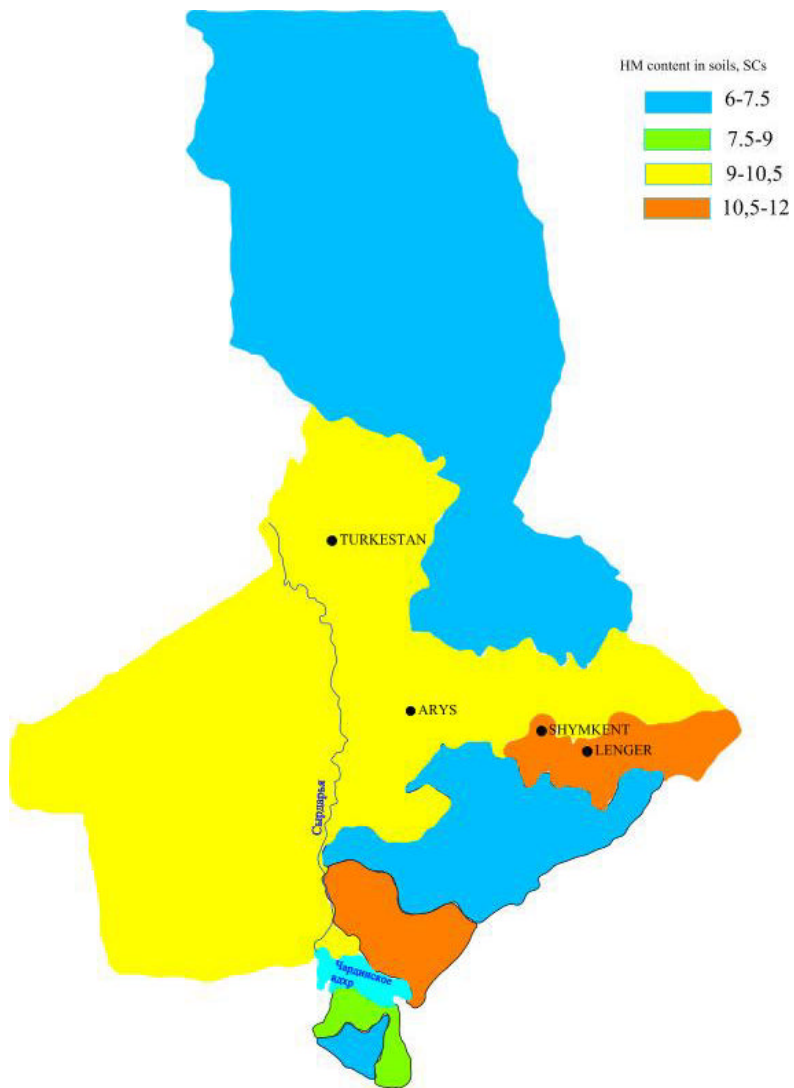 HM content in soils, SCs
6-7.5
7.5-9
9-10,5
10,5-12
TURKESTAN
ARYS
SHYMKENT
LENGER
Сырдарья
Чардинское
вдхр